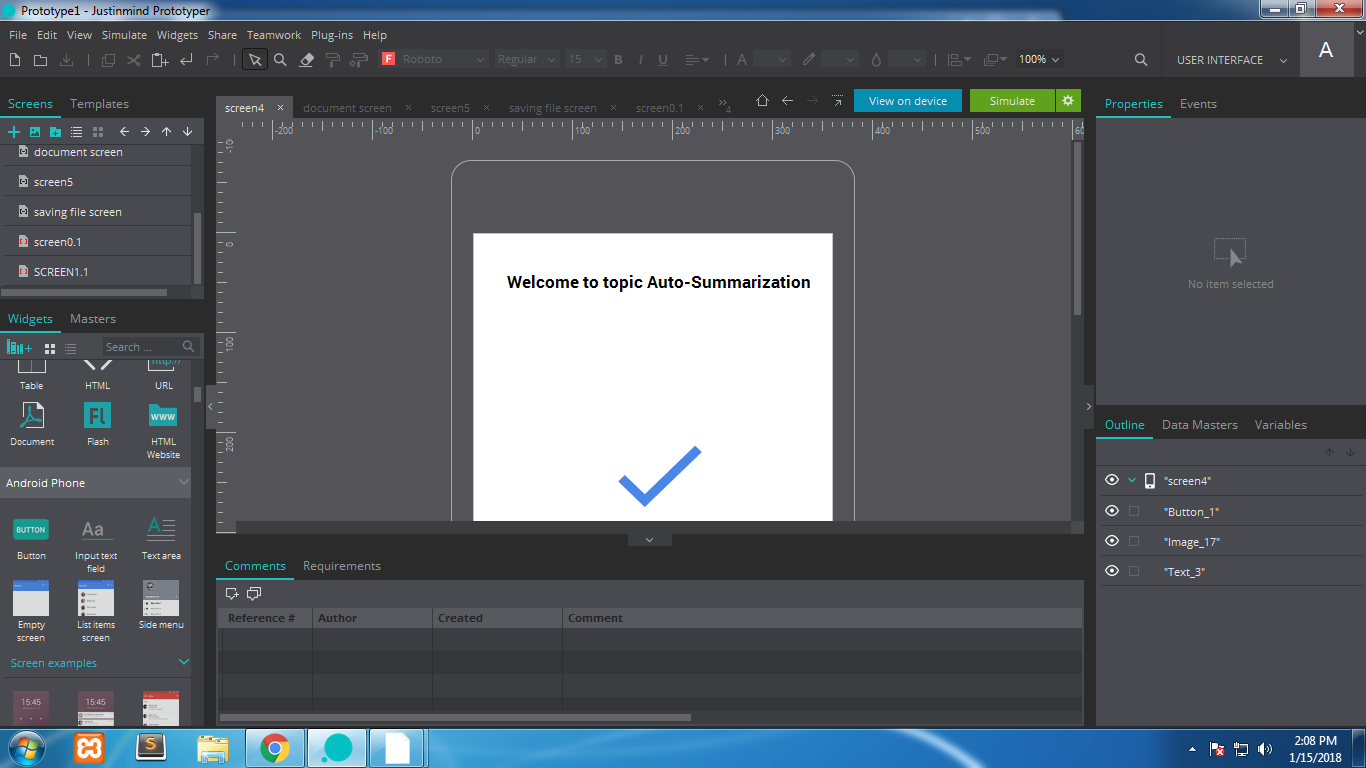 Prototype1 - Justinmind Prototyper
File Edit View Simulate Widgets Share Teamwork Plug-ins Help
F Roboto Regular 15 B I U A 100% USER INTERFACE A
Screens Templates
screen4 × document screen × screen5 × saving file screen × screen0.1 × »4
View on device Simulate
Properties Events
document screen
screen5
saving file screen
screen0.1
SCREEN1.1
-200 -100 0 100 200 300 400 500 60
-10
0
100
200
Welcome to topic Auto-Summarization
No item selected
Widgets Masters
Search ...
http://
Table HTML URL
Fl WWW
Document Flash HTML Website
Android Phone
BUTTON Aa A
Button Input text field Text area
Empty screen List items screen Side menu
Screen examples
15:45 15:45
Outline Data Masters Variables
"screen4"
"Button_1"
"Image_17"
"Text_3"
Comments Requirements
Reference # Author Created Comment
S
2:08 PM
1/15/2018